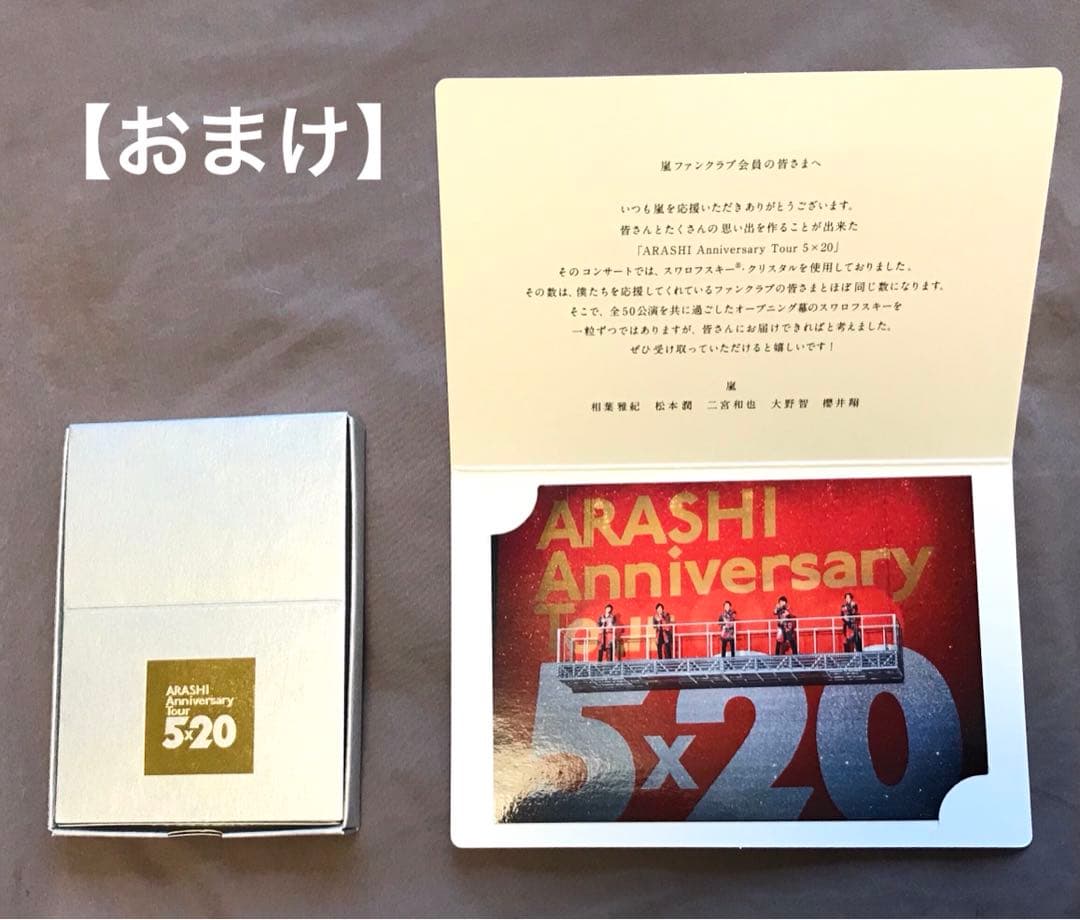 【おまけ】
嵐ファンクラブ会員の皆さまへ
いつも嵐を応援いただきありがとうございます。
皆さんとたくさんの思い出を作ることが出来た
「ARASHI Anniversary Tour 5×20」
そのコンサートでは、スワロフスキー®・クリスタルを使用しておりました。
その数は、僕たちを応援してくれているファンクラブの皆さまとほぼ同じ数になります。
そこで、全50公演を共に過ごしたオープニング幕のスワロフスキーを
一粒ずつではありますが、皆さんにお届けできればと考えました。
ぜひ受け取っていただけると嬉しいです！
嵐
相葉雅紀 松本潤 二宮和也 大野智 櫻井翔
ARASHI
Anniversary
Tour
5×20
ARASHI
Anniversary
Tour
5×20